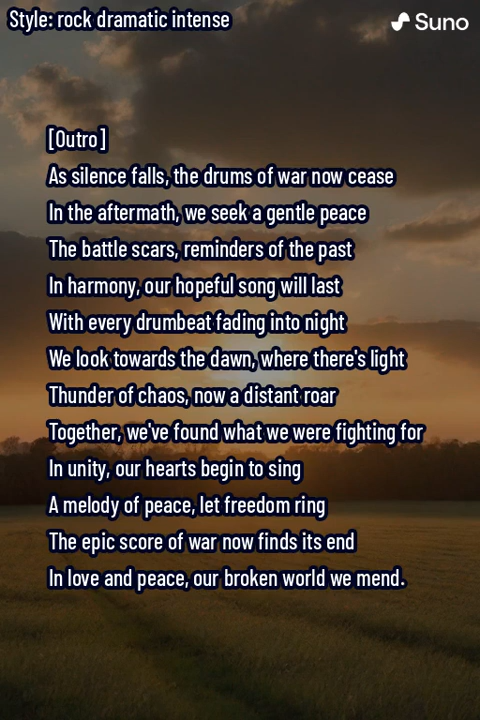 Style: rock dramatic intense
Suno
[Outro]
As silence falls, the drums of war now cease
In the aftermath, we seek a gentle peace
The battle scars, reminders of the past
In harmony, our hopeful song will last
With every drumbeat fading into night
We look towards the dawn, where there's light
Thunder of chaos, now a distant roar
Together, we've found what we were fighting for
In unity, our hearts begin to sing
A melody of peace, let freedom ring
The epic score of war now finds its end
In love and peace, our broken world we mend.